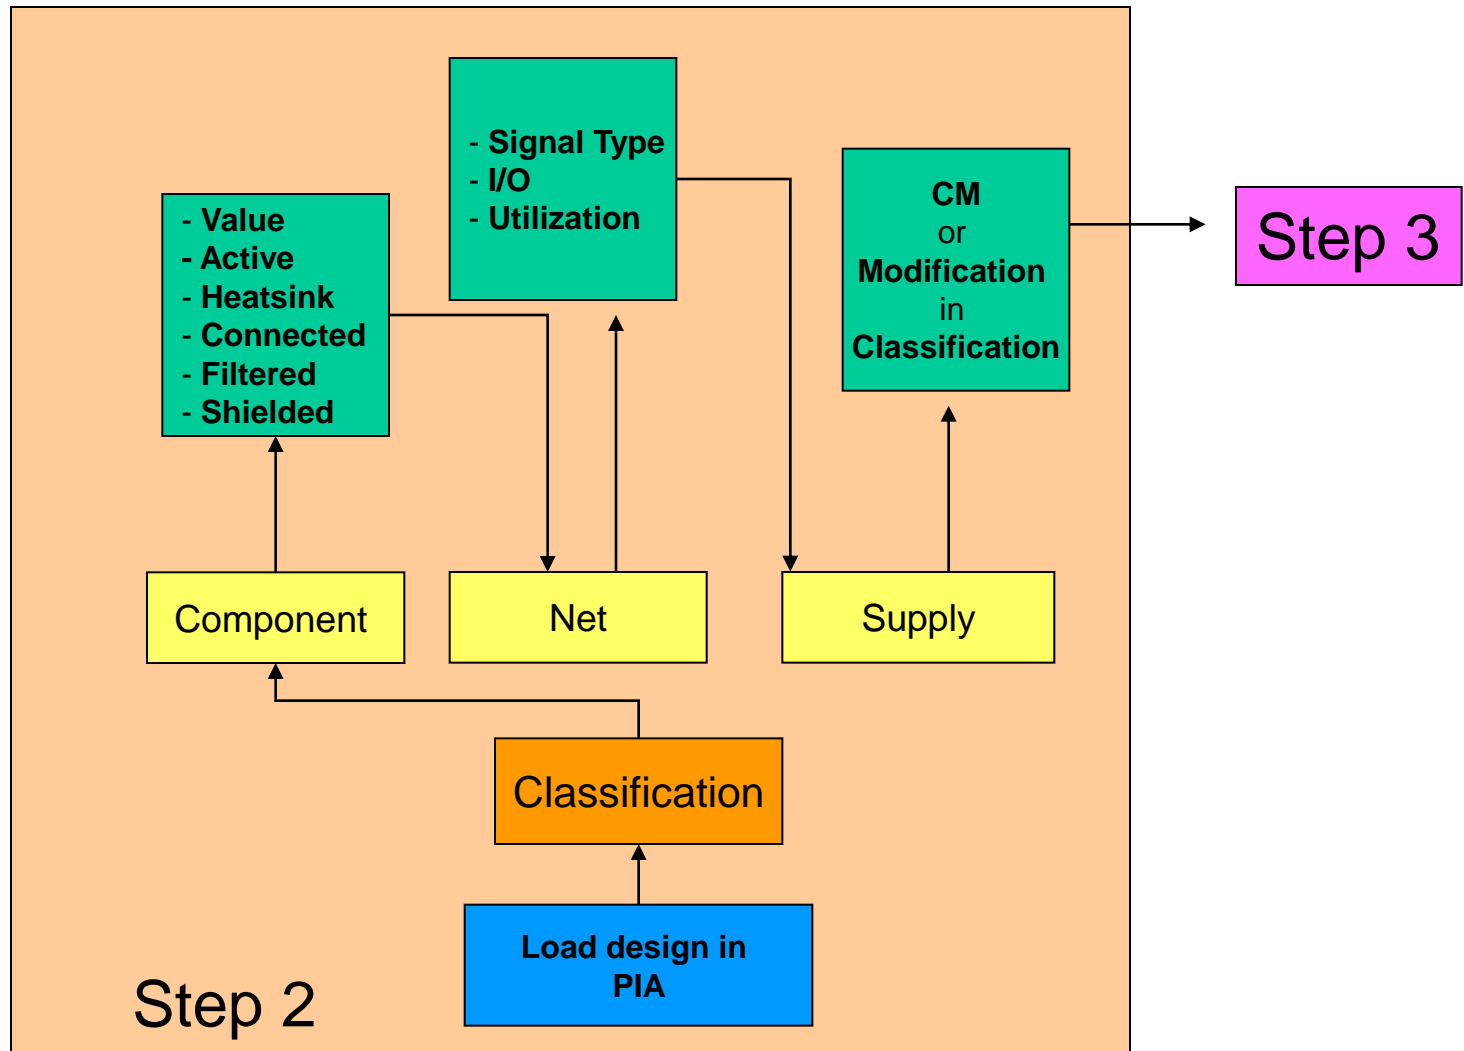 - Signal Type
- I/O
- Utilization
CM
or
Modification
in
Classification
Step 3
- Value
- Active
- Heatsink
- Connected
- Filtered
- Shielded
Component
Net
Supply
Classification
Load design in
PIA
Step 2